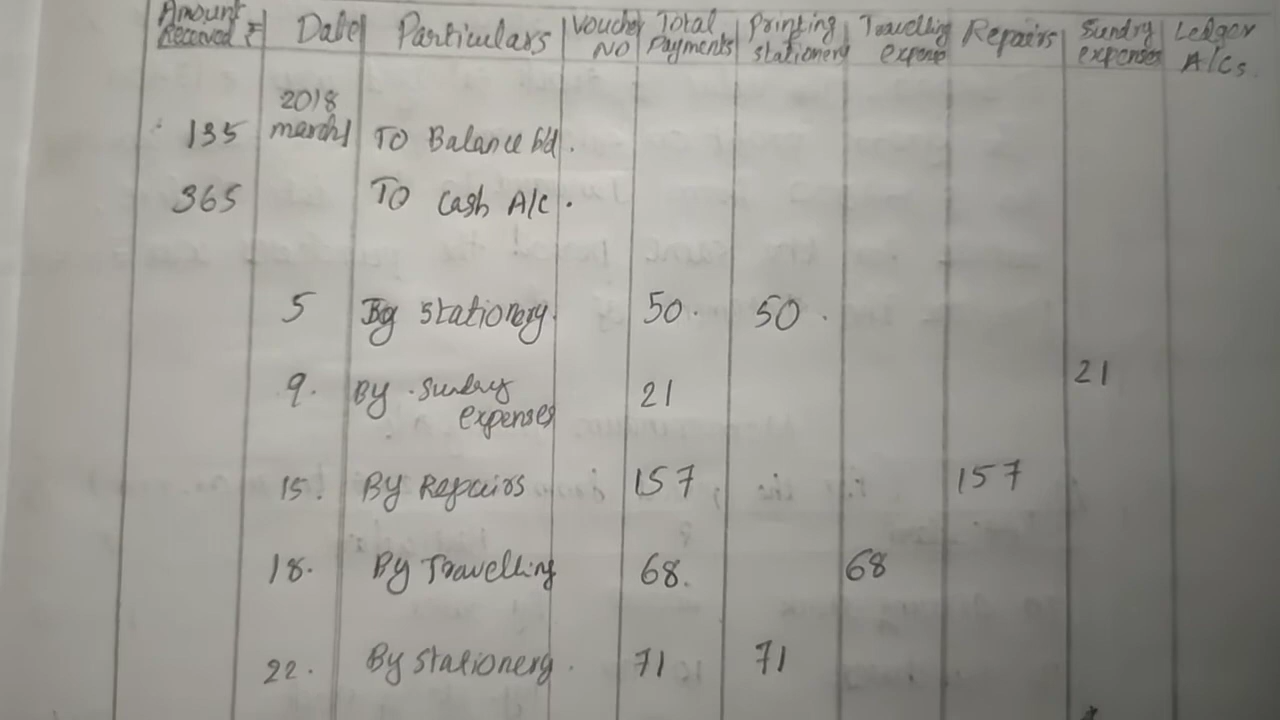 Amount Received ₹ Date Particulars Voucher No Total Payments Printing stationery Travelling expense Repairs Sundry expenses Ledger A/Cs.
2018
135 march 1 TO Balance b/d.
365 TO Cash A/c.
5 By Stationery. 50. 50.
9. By Sundry expenses 21 21
15. By Repairs 157 157
18. By Travelling 68. 68
22. By Stationery. 71 71